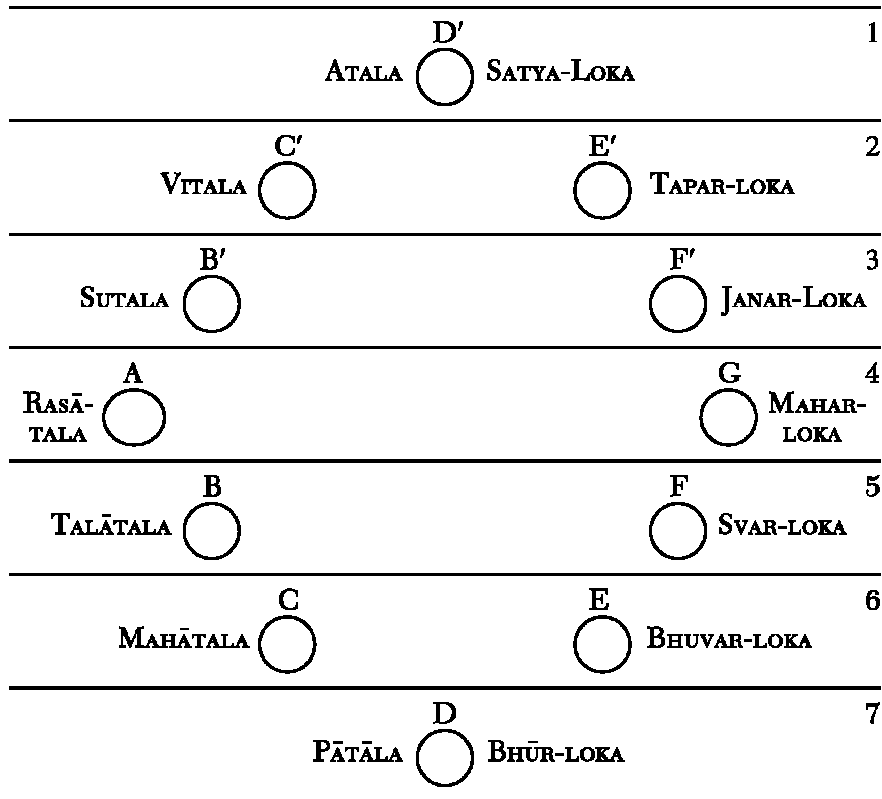 D′ 1
Atala Satya-Loka
C′ E′ 2
Vitala Tapar-loka
B′ F′ 3
Sutala Janar-Loka
A G 4
Rasā- Mahar-
tala loka
B F 5
Talātala Svar-loka
C E 6
Mahātala Bhuvar-loka
D 7
Pātāla Bhūr-loka